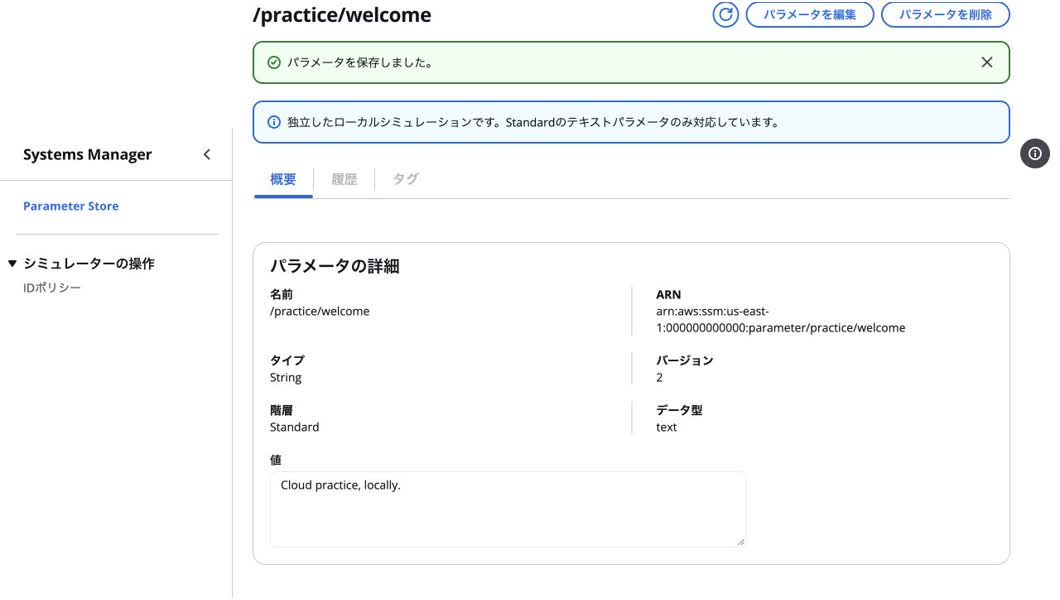 /practice/welcome
パラメータを編集
パラメータを削除
パラメータを保存しました。
独立したローカルシミュレーションです。Standardのテキストパラメータのみ対応しています。
Systems Manager
Parameter Store
シミュレーターの操作
IDポリシー
概要
履歴
タグ
パラメータの詳細
名前
/practice/welcome
ARN
arn:aws:ssm:us-east-
1:000000000000:parameter/practice/welcome
タイプ
String
バージョン
2
階層
Standard
データ型
text
値
Cloud practice, locally.